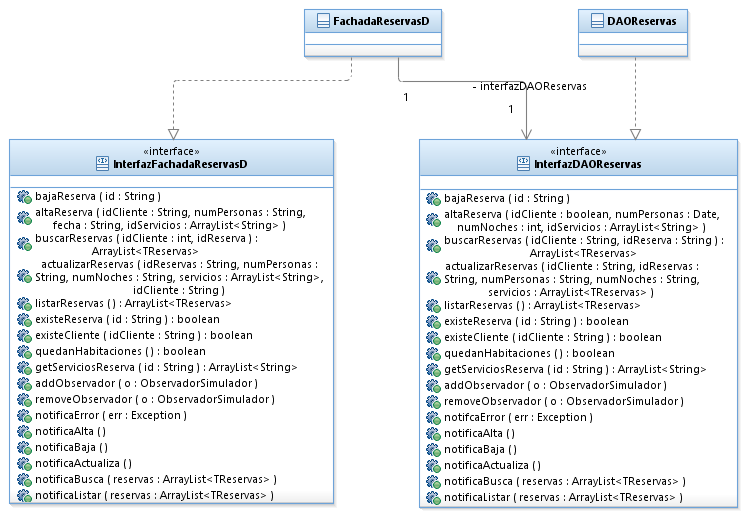 FachadaReservasD
DAOReservas
- interfazDAOReservas
1
1
«interface»
InterfazFachadaReservasD
bajaReserva ( id : String )
altaReserva ( idCliente : String, numPersonas : String,
fecha : String, idServicios : ArrayList<String> )
buscarReservas ( idCliente : int, idReserva ) :
ArrayList<TReservas>
actualizarReservas ( idReservas : String, numPersonas :
String, numNoches : String, servicios : ArrayList<String>,
idCliente : String )
listarReservas ( ) : ArrayList<TReservas>
existeReserva ( id : String ) : boolean
existeCliente ( idCliente : String ) : boolean
quedanHabitaciones ( ) : boolean
getServiciosReserva ( id : String ) : ArrayList<String>
addObservador ( o : ObservadorSimulador )
removeObservador ( o : ObservadorSimulador )
notificaError ( err : Exception )
notificaAlta ( )
notificaBaja ( )
notificaActualiza ( )
notificaBusca ( reservas : ArrayList<TReservas> )
notificaListar ( reservas : ArrayList<TReservas> )
«interface»
InterfazDAOReservas
bajaReserva ( id : String )
altaReserva ( idCliente : boolean, numPersonas : Date,
numNoches : int, idServicios : ArrayList<String> )
buscarReservas ( idCliente : String, idReserva : String ) :
ArrayList<TReservas>
actualizarReservas ( idCliente : String, idReservas :
String, numPersonas : String, numNoches : String,
servicios : ArrayList<TReservas> )
listarReservas ( ) : ArrayList<TReservas>
existeReserva ( id : String ) : boolean
existeCliente ( idCliente : String ) : boolean
quedanHabitaciones ( ) : boolean
getServiciosReserva ( id : String ) : ArrayList<String>
addObservador ( o : ObservadorSimulador )
removeObservador ( o : ObservadorSimulador )
notifcaError ( err : Exception )
notificaAlta ( )
notificaBaja ( )
notificaActualiza ( )
notificaBusca ( reservas : ArrayList<TReservas> )
notificaListar ( reservas : ArrayList<TReservas> )